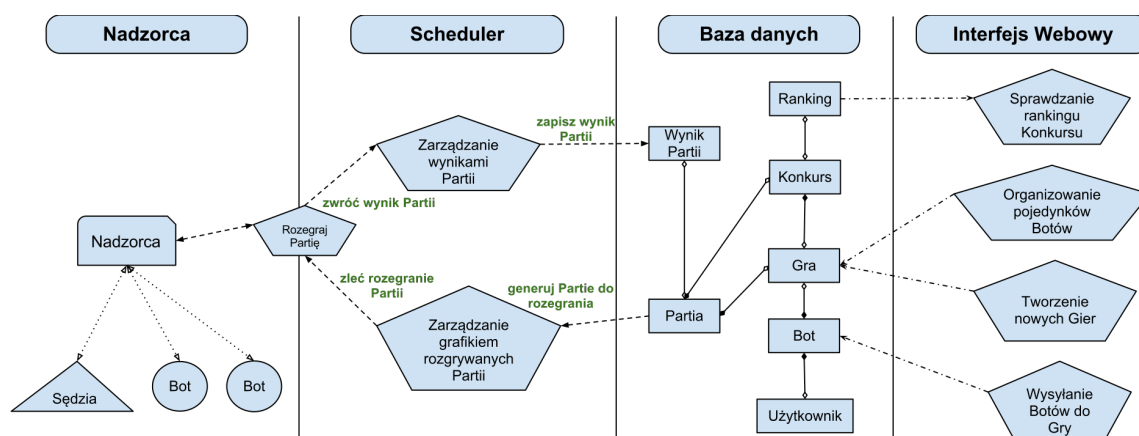 Nadzorca
Scheduler
Baza danych
Interfejs Webowy
Nadzorca
Sędzia
Bot
Bot
Rozegraj
Partię
zwróć wynik Partii
zleć rozegranie
Partii
Zarządzanie
wynikami
Partii
Zarządzanie
grafikiem
rozgrywanych
Partii
zapisz wynik
Partii
generuj Partie do
rozegrania
Wynik
Partii
Partia
Ranking
Konkurs
Gra
Bot
Użytkownik
Sprawdzanie
rankingu
Konkursu
Organizowanie
pojedynków
Botów
Tworzenie
nowych Gier
Wysyłanie
Botów do
Gry